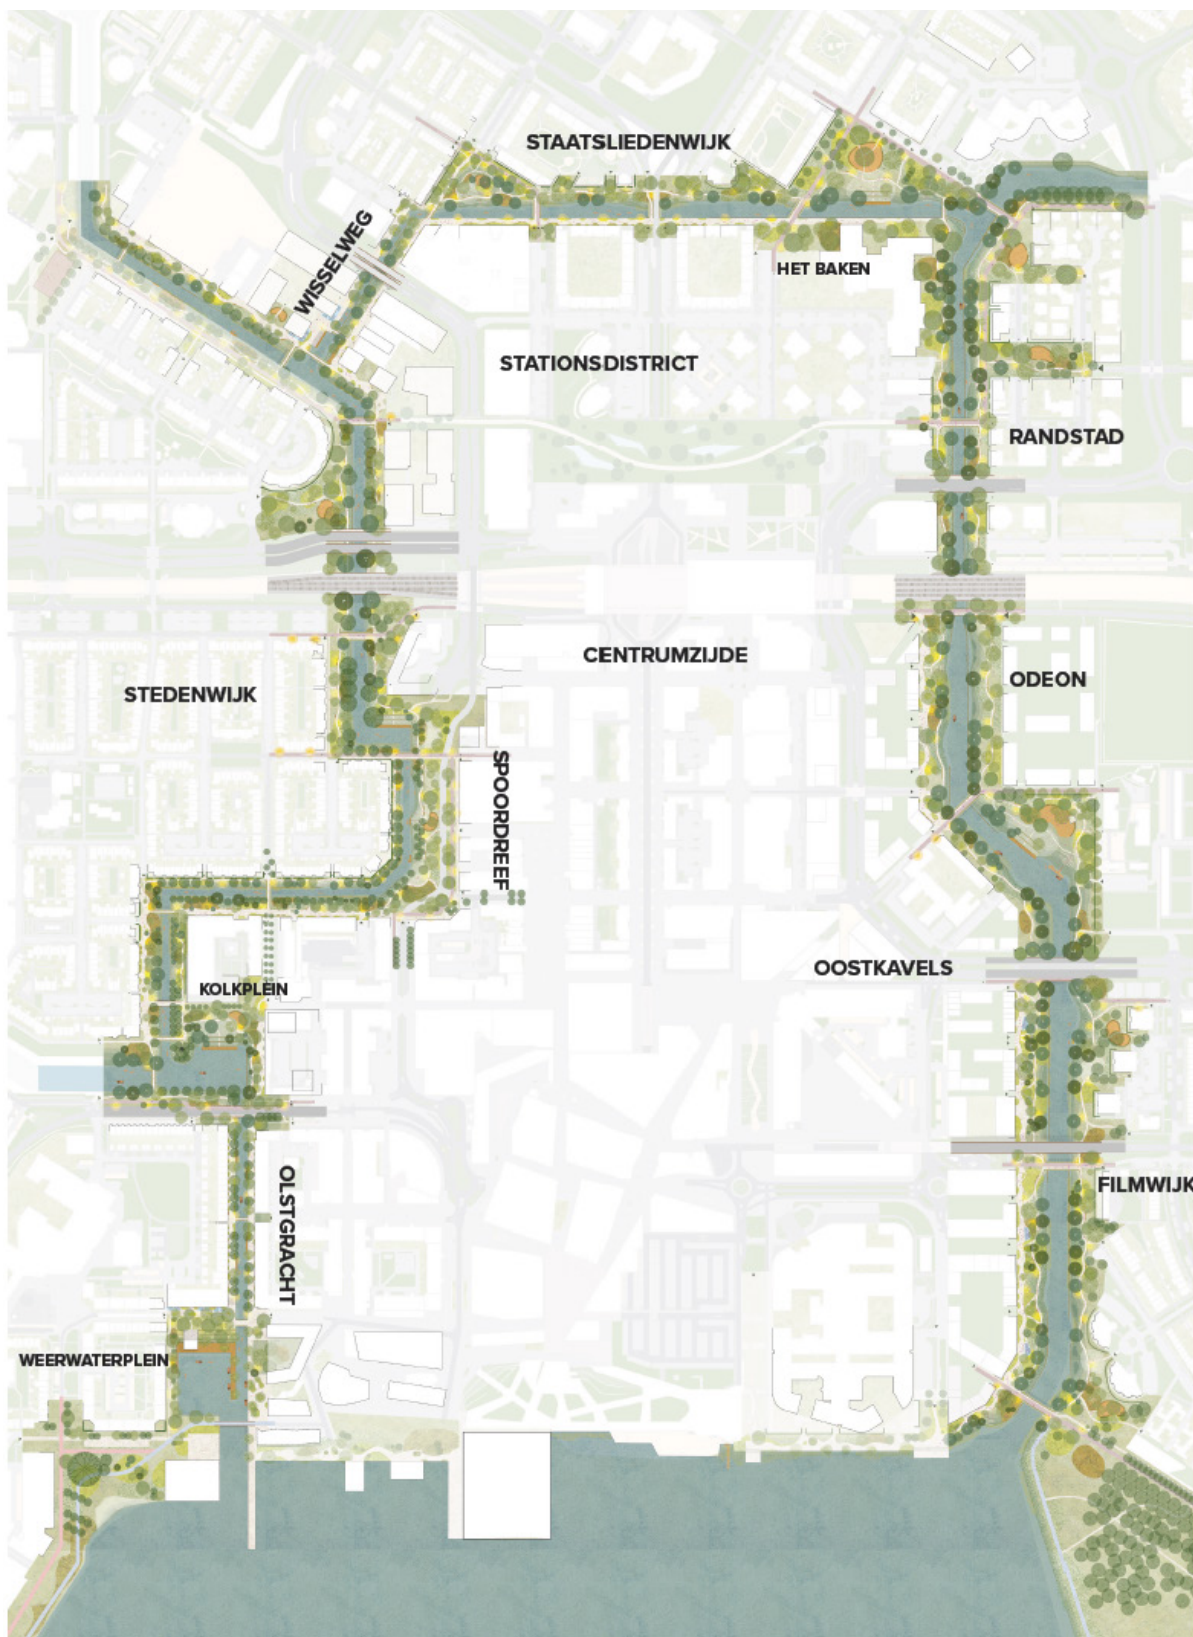 STAATSLIEDENWIJK
WISSELWEG
HET BAKEN
STATIONSDISTRICT
RANDSTAD
CENTRUMZIJDE
ODEON
STEDENWIJK
SPOORDREEF
OOSTKAVELS
KOLKPLEIN
FILMWIJK
OLSTGRACHT
WEERWATERPLEIN